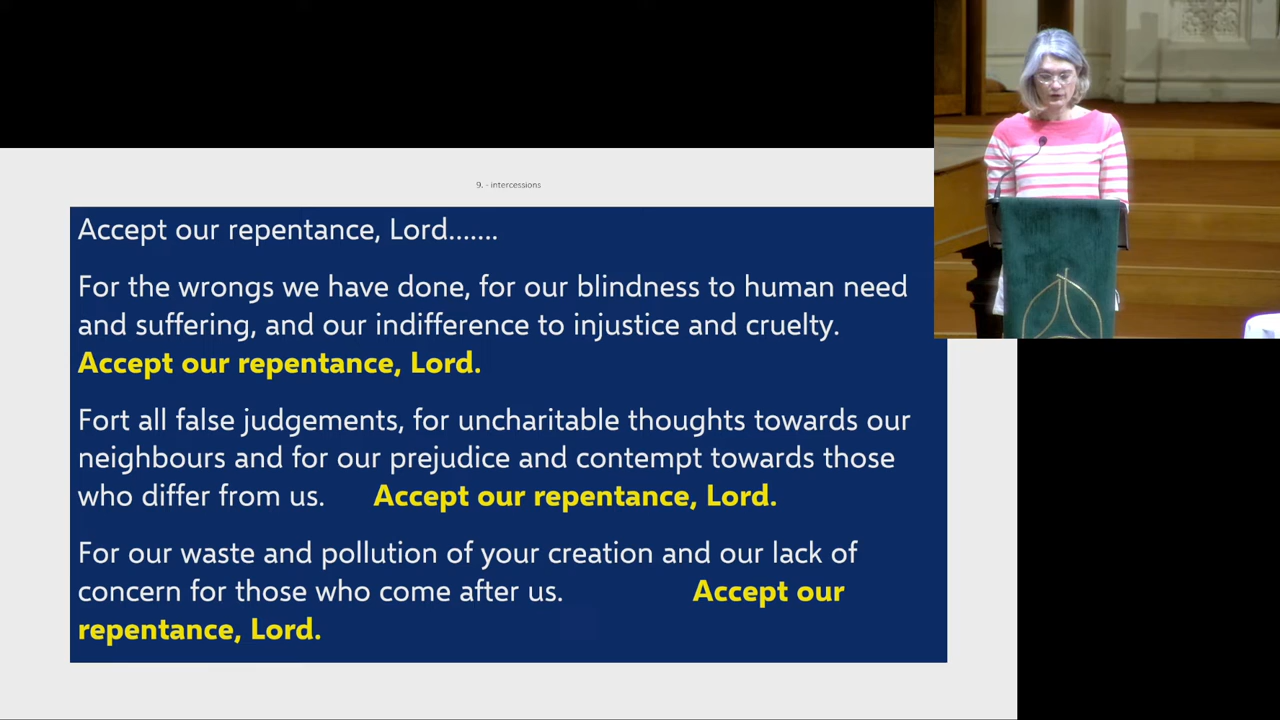 9. - intercessions
Accept our repentance, Lord.......
For the wrongs we have done, for our blindness to human need
and suffering, and our indifference to injustice and cruelty.
Accept our repentance, Lord.
Fort all false judgements, for uncharitable thoughts towards our
neighbours and for our prejudice and contempt towards those
who differ from us. Accept our repentance, Lord.
For our waste and pollution of your creation and our lack of
concern for those who come after us. Accept our
repentance, Lord.